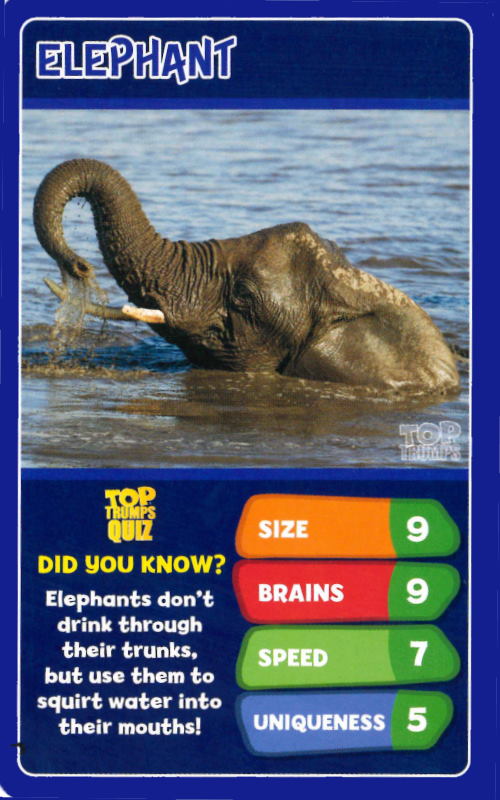 ELEPHANT
TOP
TRUMPS
TOP
TRUMPS
QUIZ
DID YOU KNOW?
Elephants don't
drink through
their trunks,
but use them to
squirt water into
their mouths!
SIZE 9
BRAINS 9
SPEED 7
UNIQUENESS 5